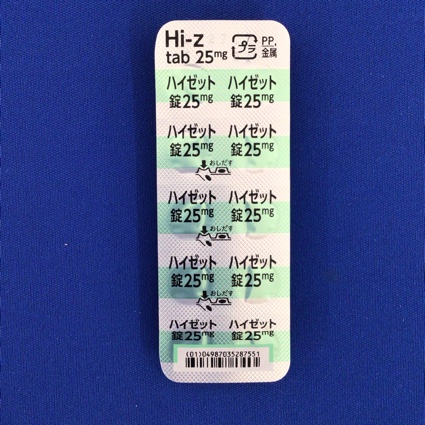 Hi-z
tab 25mg
プラ
PP,
金属
ハイゼット ハイゼット
錠25mg 錠25mg
ハイゼット ハイゼット
錠25mg 錠25mg
おしだす
ハイゼット ハイゼット
錠25mg 錠25mg
おしだす
ハイゼット ハイゼット
錠25mg 錠25mg
おしだす
ハイゼット ハイゼット
錠25mg 錠25mg
(01)04987035287551